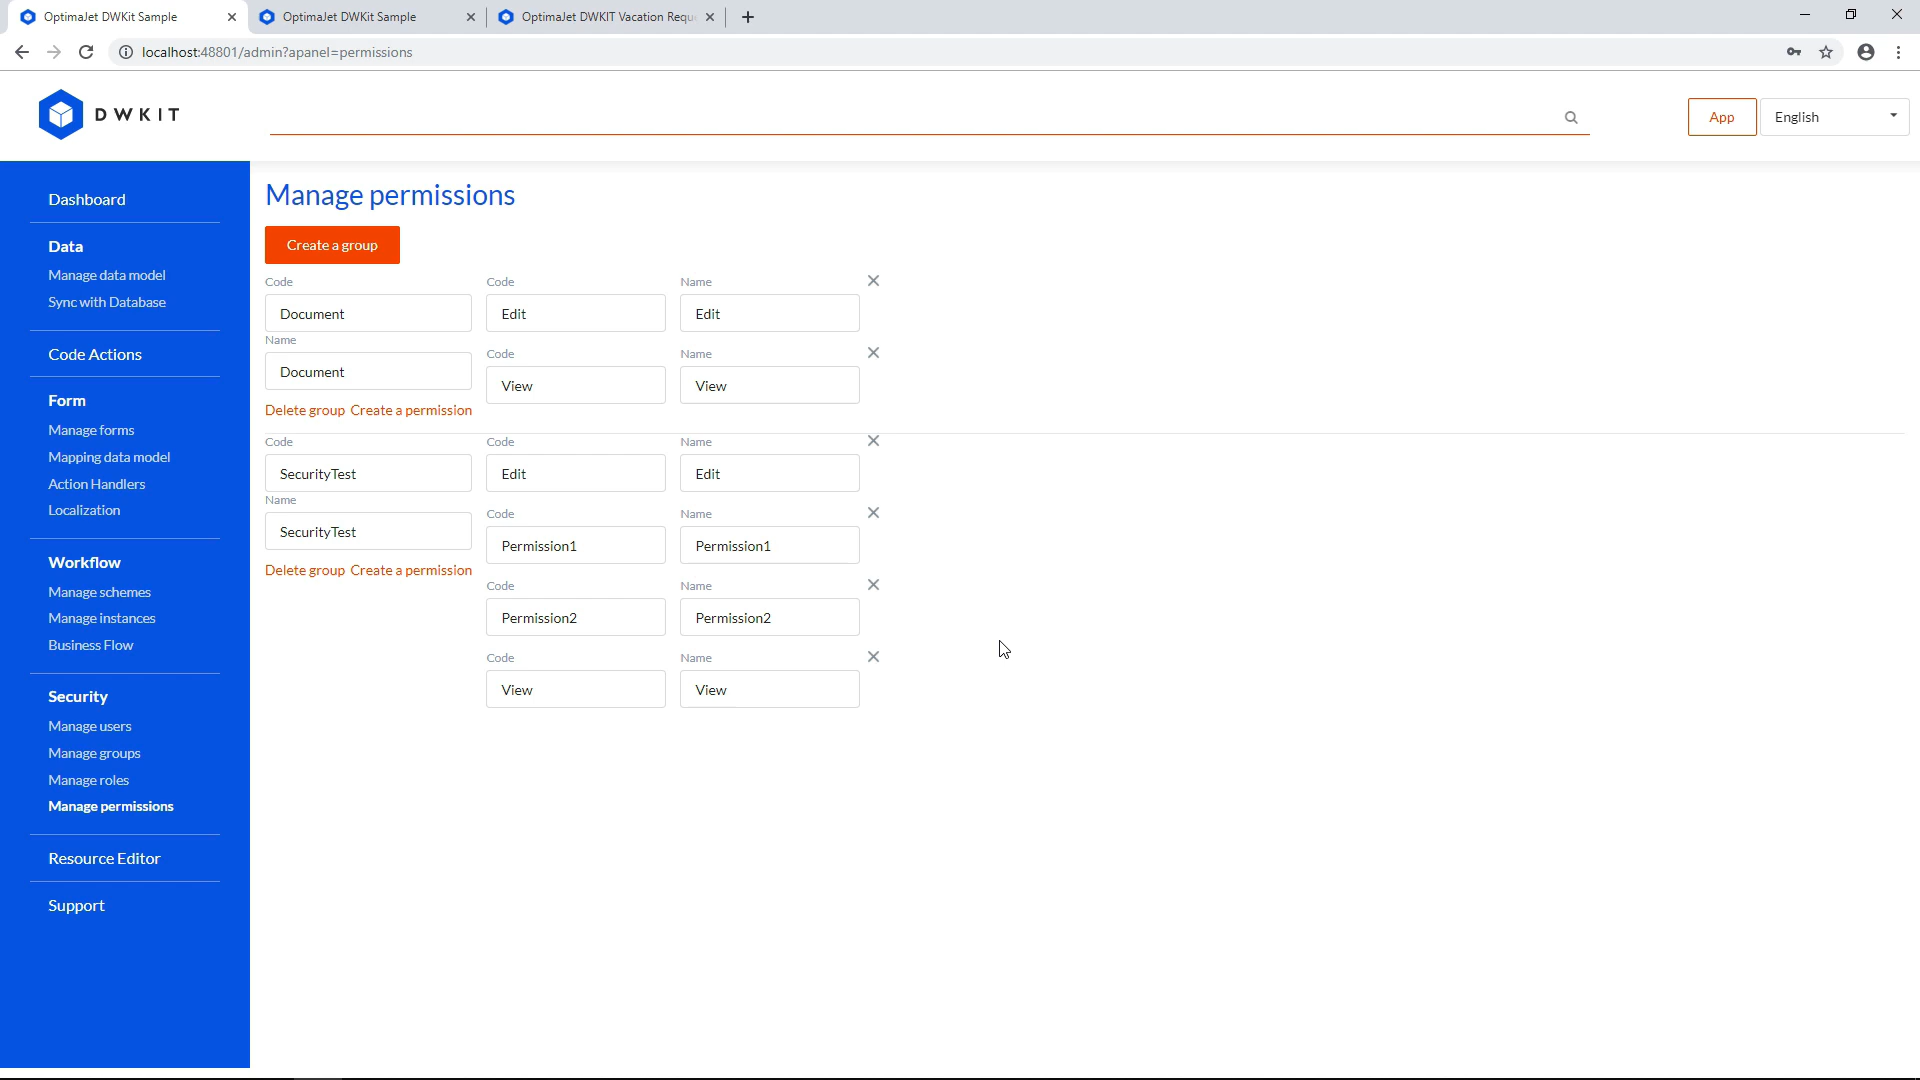 OptimaJet DWKit Sample
OptimaJet DWKit Sample
OptimaJet DWKIT Vacation Requ
localhost:48801/admin?apanel=permissions
DWKIT
App
English
Dashboard
Data
Manage data model
Sync with Database
Code Actions
Form
Manage forms
Mapping data model
Action Handlers
Localization
Workflow
Manage schemes
Manage instances
Business Flow
Security
Manage users
Manage groups
Manage roles
Manage permissions
Resource Editor
Support
Manage permissions
Create a group
Code
Document
Name
Document
Delete group Create a permission
Code Name
Edit Edit
Code Name
View View
Code
SecurityTest
Name
SecurityTest
Delete group Create a permission
Code Name
Edit Edit
Code Name
Permission1 Permission1
Code Name
Permission2 Permission2
Code Name
View View